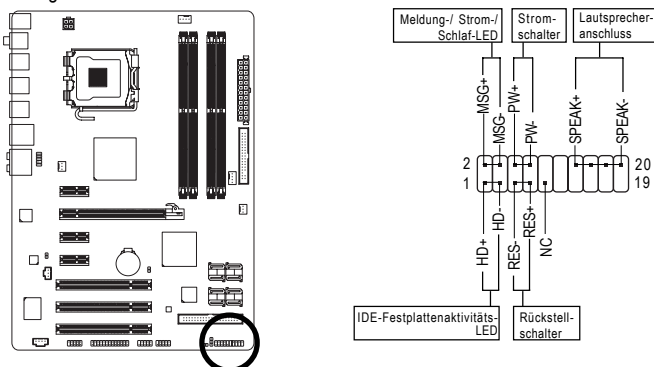 Meldung-/ Strom-/
Schlaf-LED
Strom-
schalter
Lautsprecher-
anschluss
MSG+
MSG-
PW+
PW-
SPEAK+
SPEAK-
2
20
1
19
HD+
HD-
RES-
RES+
NC
IDE-Festplattenaktivitäts-
LED
Rückstell-
schalter